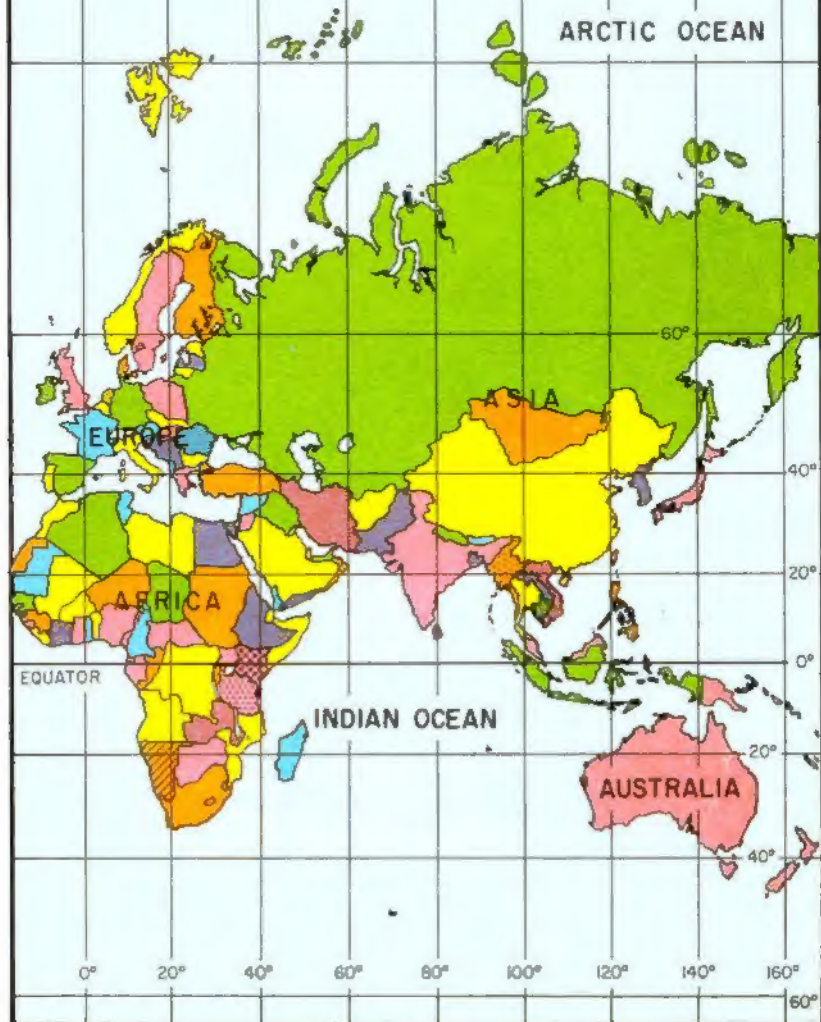 ARCTIC OCEAN
60°
ASIA
EUROPE
40°
20°
AFRICA
EQUATOR
0°
INDIAN OCEAN
20°
AUSTRALIA
40°
0° 20° 40° 60° 80° 100° 120° 140° 160°
60°